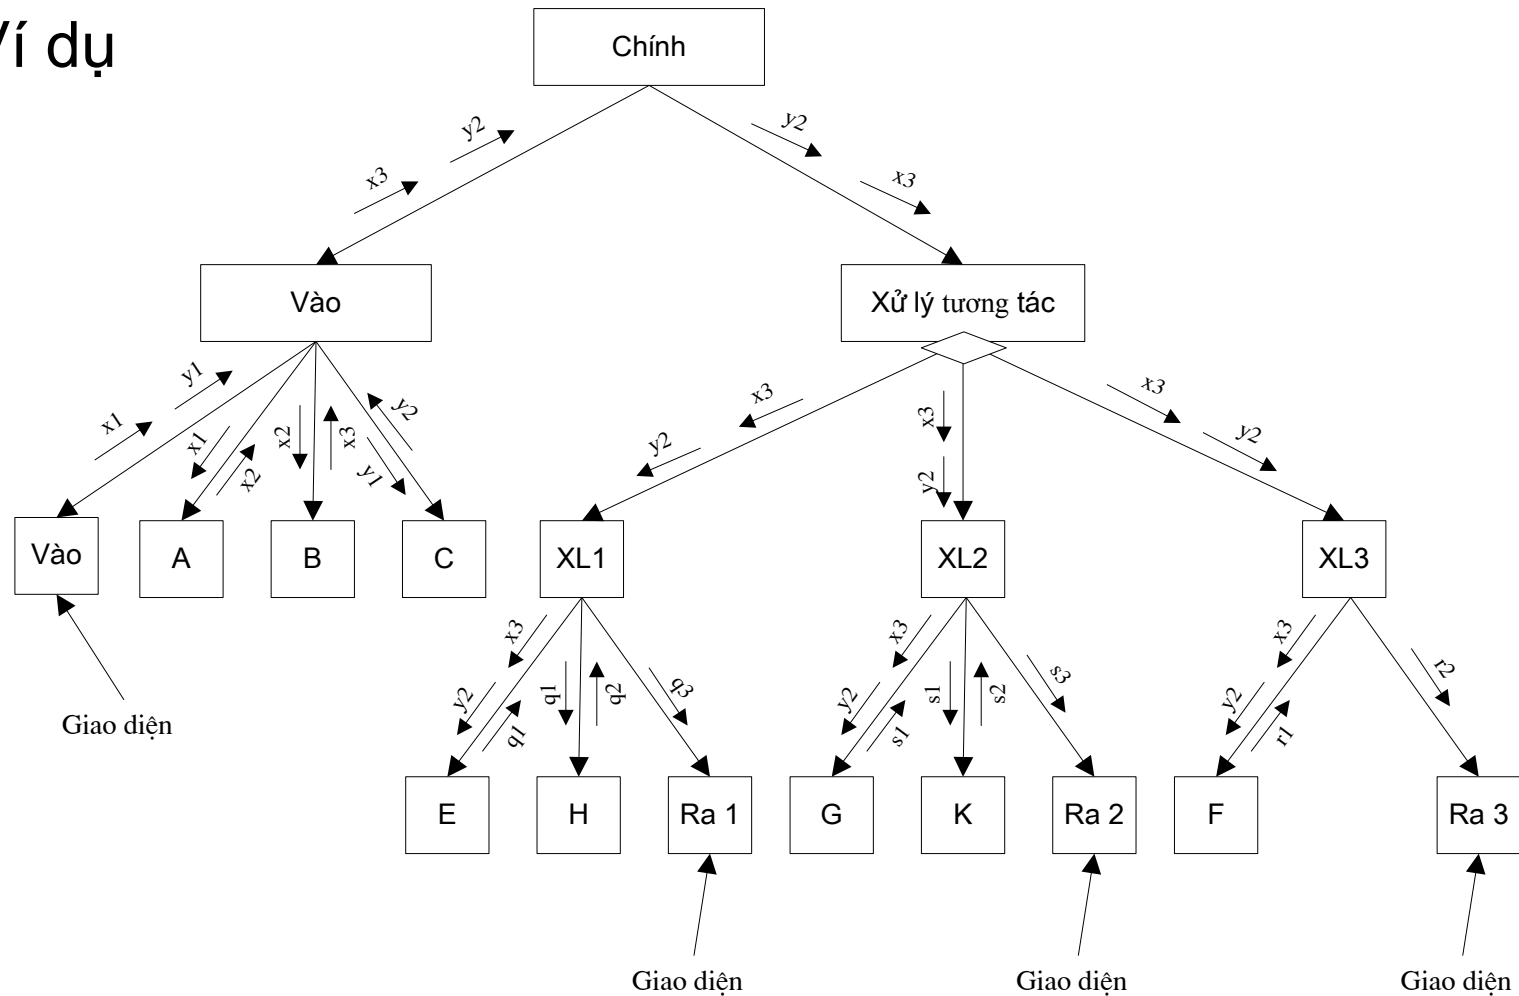 Ví dụ
Chính
y2
x3
y2
x3
Vào
Xử lý tương tác
y1
x1
x1
x2
x2
x3
y2
y1
x3
y2
x3
y2
x3
y2
Vào
A
B
C
XL1
XL2
XL3
x3
y2
q1
q1
q2
q3
x3
y2
s1
s1
s2
s3
x3
y2
r1
r2
Giao diện
E
H
Ra 1
G
K
Ra 2
F
Ra 3
Giao diện
Giao diện
Giao diện